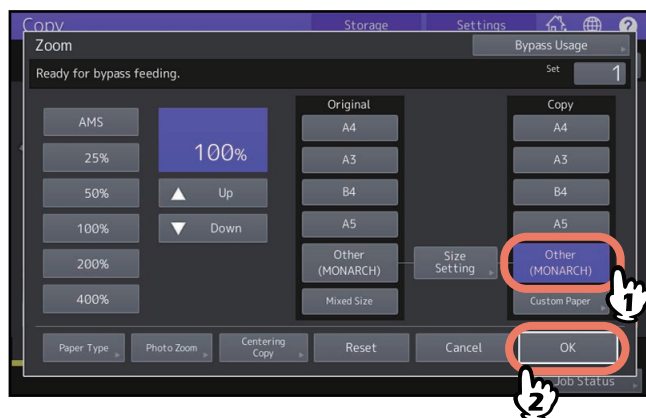 Copy
Storage
Settings
?
Zoom
Bypass Usage
Ready for bypass feeding.
Set
1
Original
Copy
AMS
25%
50%
100%
200%
400%
100%
Up
Down
A4
A3
B4
A5
Other
(MONARCH)
Mixed Size
Size
Setting
A4
A3
B4
A5
Other
(MONARCH)
Custom Paper
1
Paper Type
Photo Zoom
Centering
Copy
Reset
Cancel
OK
2
Job Status